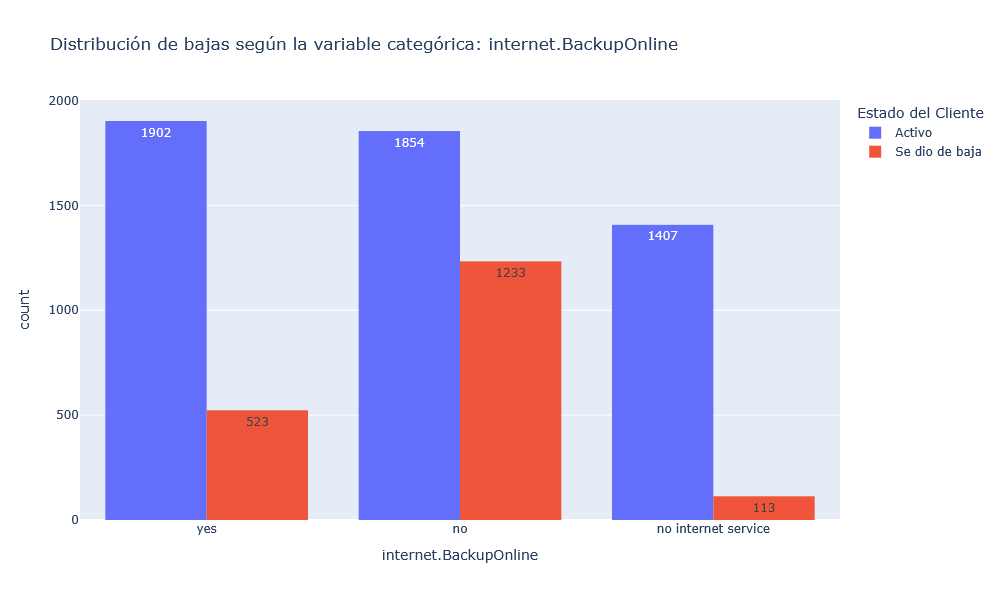 Distribución de bajas según la variable categórica: internet.BackupOnline
Estado del Cliente
Activo
Se dio de baja
count
2000
1500
1000
500
0
1902
523
1854
1233
1407
113
yes
no
no internet service
internet.BackupOnline